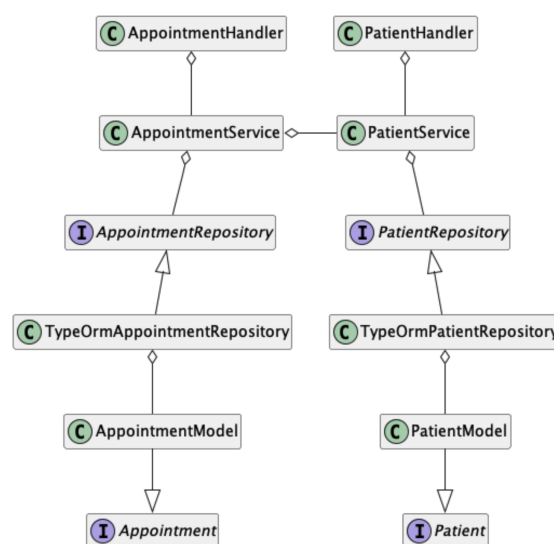 C AppointmentHandler
C PatientHandler
C AppointmentService
C PatientService
I AppointmentRepository
I PatientRepository
C TypeOrmAppointmentRepository
C TypeOrmPatientRepository
C AppointmentModel
C PatientModel
I Appointment
I Patient